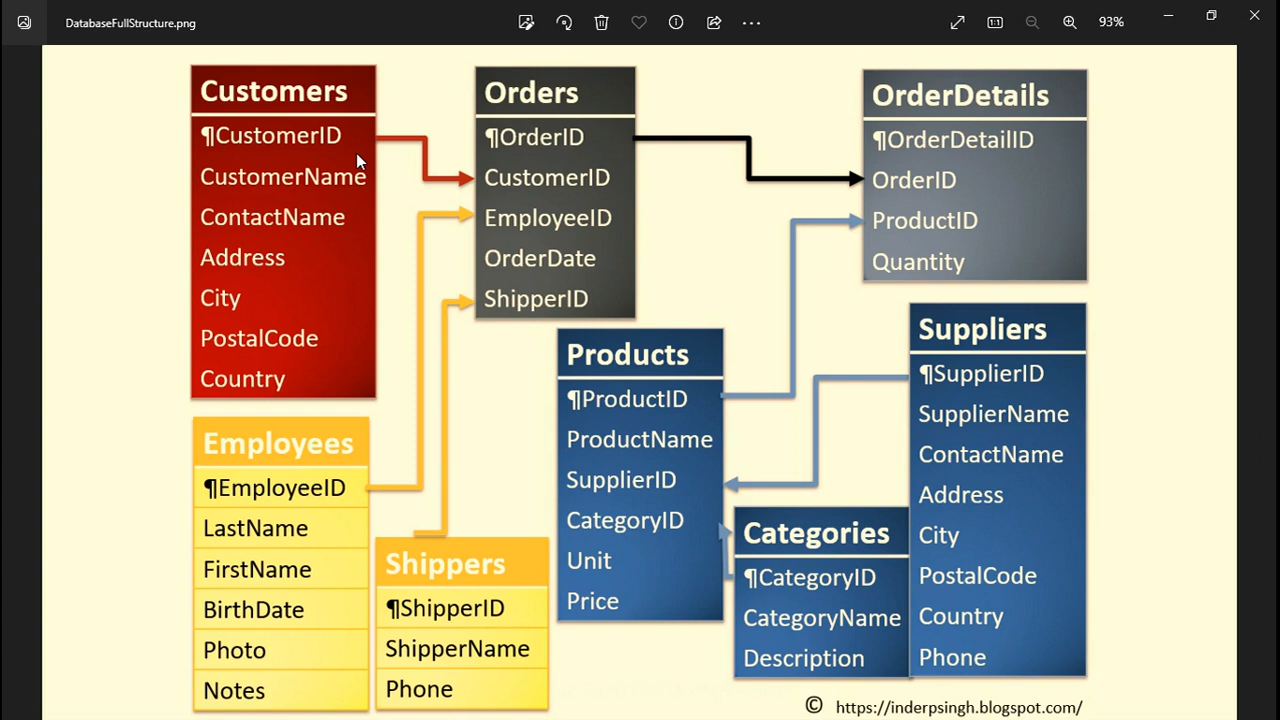 DatabaseFullStructure.png
93%
Customers
¶CustomerID
CustomerName
ContactName
Address
City
PostalCode
Country
Orders
¶OrderID
CustomerID
EmployeeID
OrderDate
ShipperID
OrderDetails
¶OrderDetailID
OrderID
ProductID
Quantity
Employees
¶EmployeeID
LastName
FirstName
BirthDate
Photo
Notes
Shippers
¶ShipperID
ShipperName
Phone
Products
¶ProductID
ProductName
SupplierID
CategoryID
Unit
Price
Categories
¶CategoryID
CategoryName
Description
Suppliers
¶SupplierID
SupplierName
ContactName
Address
City
PostalCode
Country
Phone
© https://inderpsingh.blogspot.com/